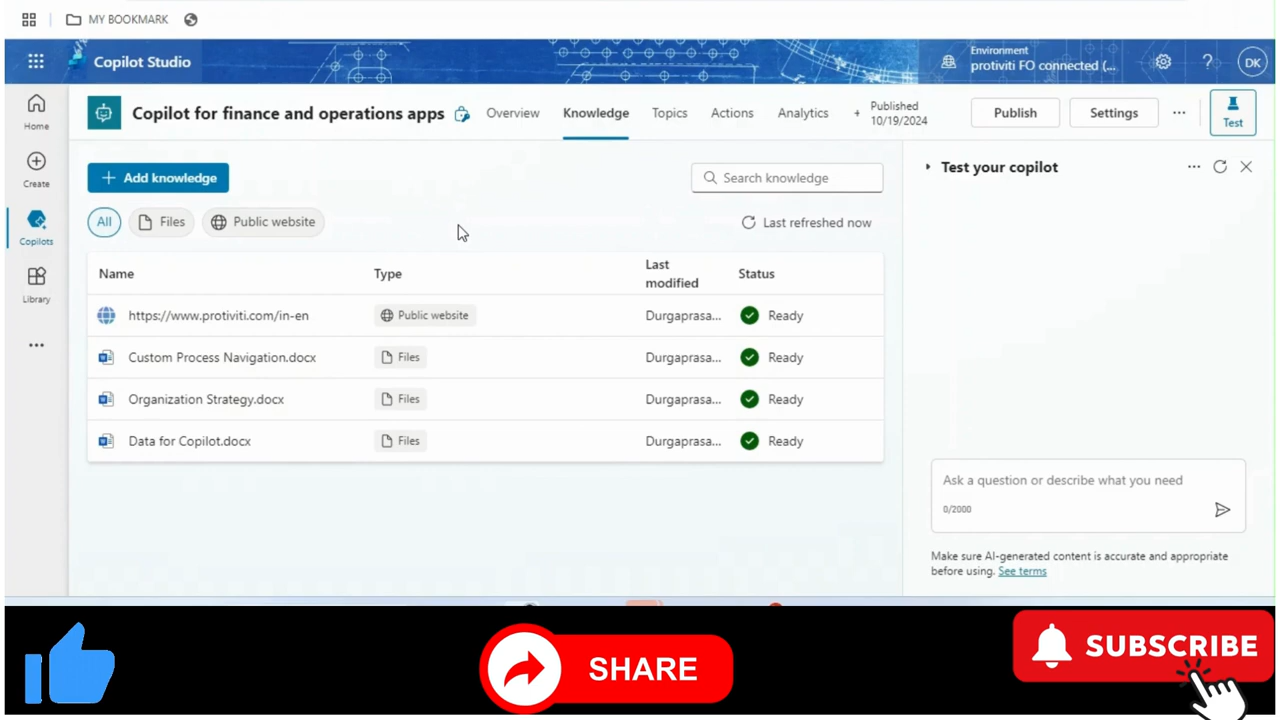 MY BOOKMARK
Copilot Studio
Environment
protiviti FO connected (...
DK
Home
Create
Copilots
Library
Copilot for finance and operations apps
Overview
Knowledge
Topics
Actions
Analytics
Published
10/19/2024
Publish
Settings
Test
Add knowledge
Search knowledge
All
Files
Public website
Last refreshed now
Name
Type
Last
modified
Status
https://www.protiviti.com/in-en
Public website
Durgaprasa...
Ready
Custom Process Navigation.docx
Files
Durgaprasa...
Ready
Organization Strategy.docx
Files
Durgaprasa...
Ready
Data for Copilot.docx
Files
Durgaprasa...
Ready
Test your copilot
Ask a question or describe what you need
0/2000
Make sure AI-generated content is accurate and appropriate
before using. See terms
SHARE
SUBSCRIBE